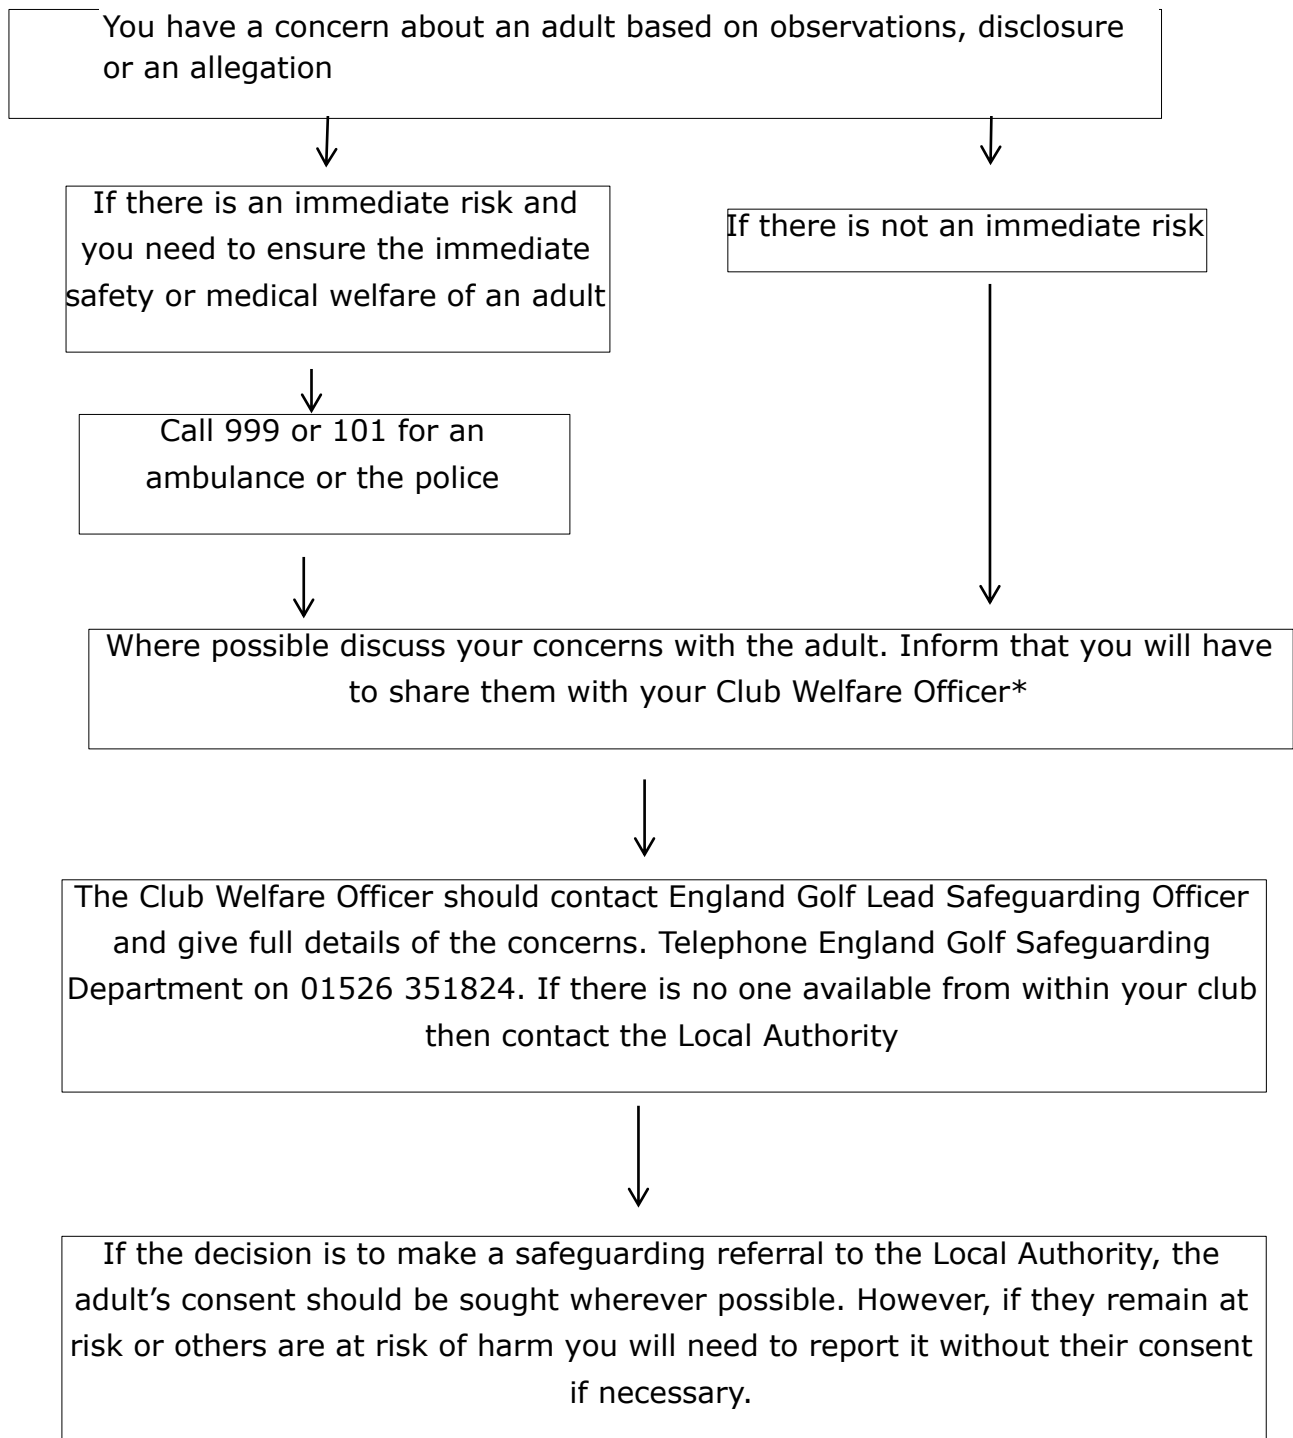 You have a concern about an adult based on observations, disclosure
or an allegation
If there is an immediate risk and
you need to ensure the immediate
safety or medical welfare of an adult
If there is not an immediate risk
Call 999 or 101 for an
ambulance or the police
Where possible discuss your concerns with the adult. Inform that you will have
to share them with your Club Welfare Officer*
The Club Welfare Officer should contact England Golf Lead Safeguarding Officer
and give full details of the concerns. Telephone England Golf Safeguarding
Department on 01526 351824. If there is no one available from within your club
then contact the Local Authority
If the decision is to make a safeguarding referral to the Local Authority, the
adult’s consent should be sought wherever possible. However, if they remain at
risk or others are at risk of harm you will need to report it without their consent
if necessary.